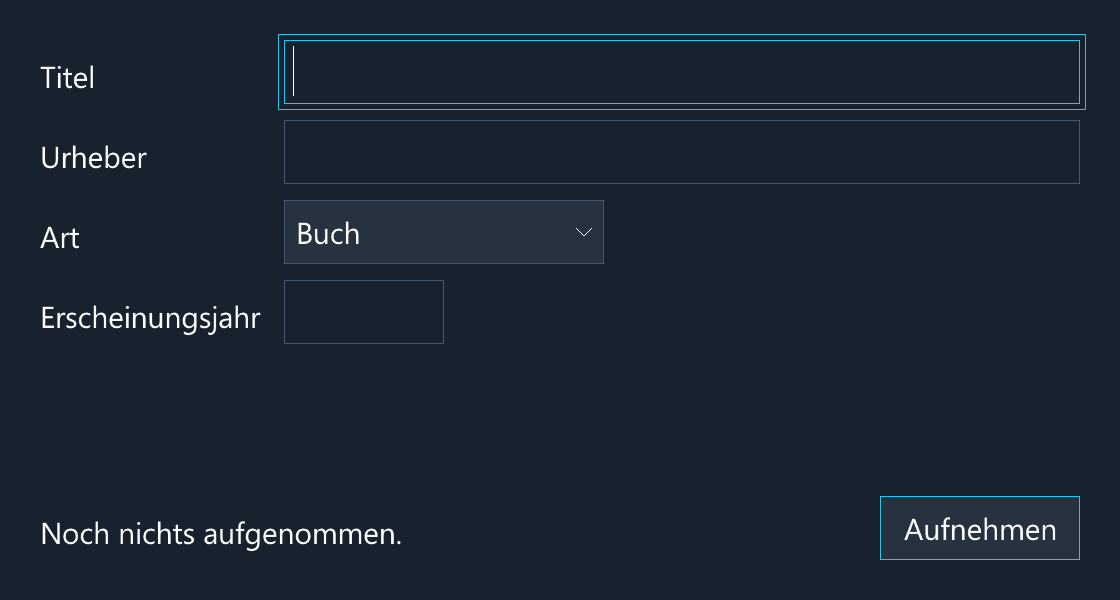 Titel
Urheber
Art
Buch
Erscheinungsjahr
Noch nichts aufgenommen.
Aufnehmen